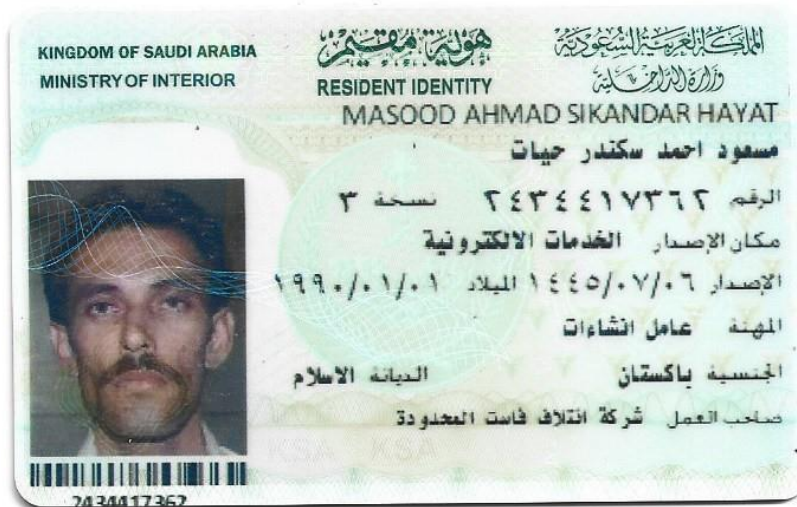 KINGDOM OF SAUDI ARABIA
MINISTRY OF INTERIOR
هوية مقيم
RESIDENT IDENTITY
المملكة العربية السعودية
وزارة الداخلية
MASOOD AHMAD SIKANDAR HAYAT
مسعود احمد سكندر حيات
الرقم ٢٤٣٤٤١٧٣٦٢ نسخة ٣
مكان الإصدار الخدمات الالكترونية
الإصدار ١٤٤٥/٠٧/٠٦ الميلاد ١٩٩٠/٠١/٠١
المهنة عامل انشاءات
الجنسية باكستان الديانة الاسلام
صاحب العمل شركة ائتلاف فاست المحدودة
KSA KSA
2434417362